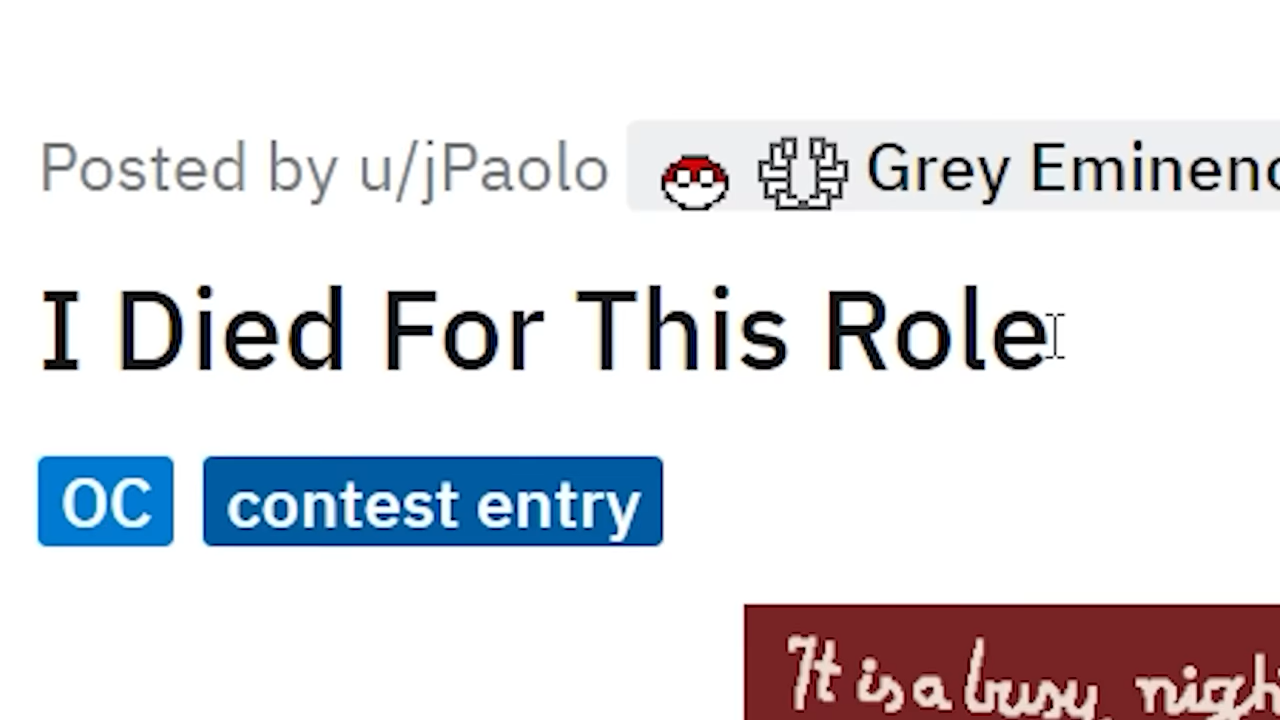 Posted by u/jPaolo Grey Eminenc
I Died For This Role
OC contest entry
It is a busy nigh